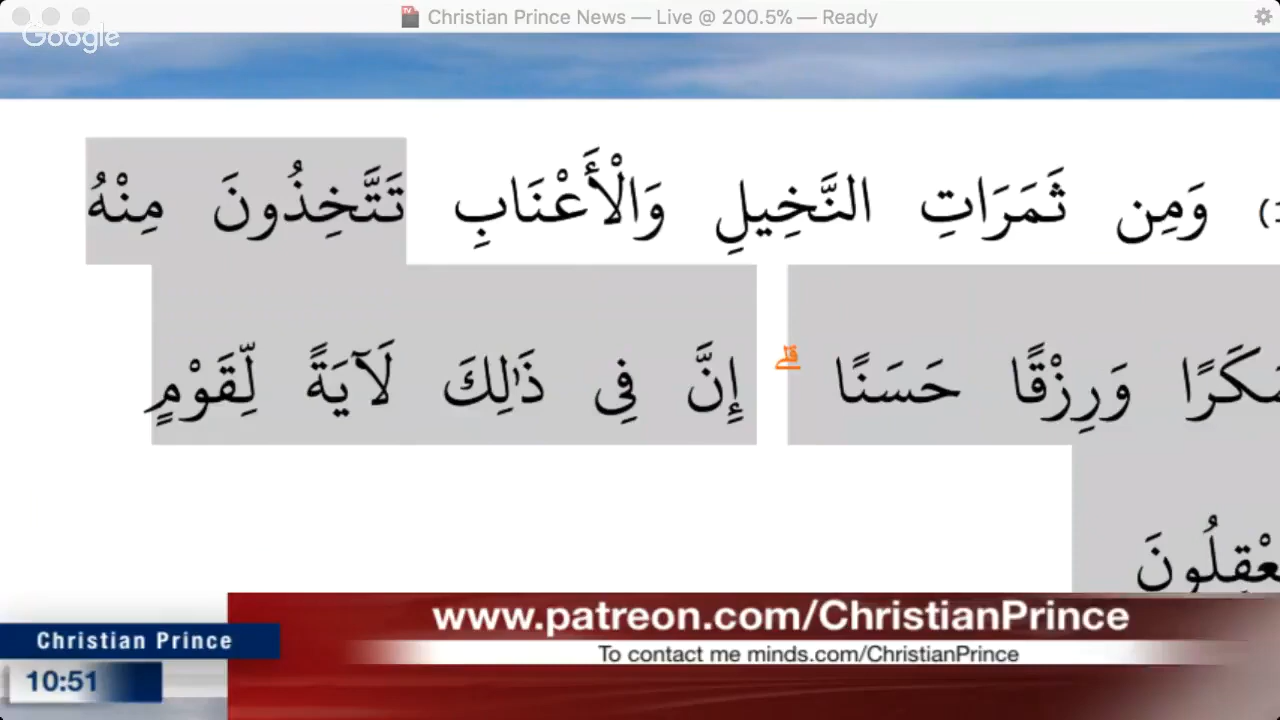 Christian Prince News — Live @ 200.5% — Ready
Google
وَمِن ثَمَرَاتِ النَّخِيلِ وَالْأَعْنَابِ تَتَّخِذُونَ مِنْهُ
وَرِزْقًا حَسَنًا ۗ إِنَّ فِى ذَٰلِكَ لَآيَةً لِّقَوْمٍ
www.patreon.com/ChristianPrince
Christian Prince
To contact me minds.com/ChristianPrince
10:51